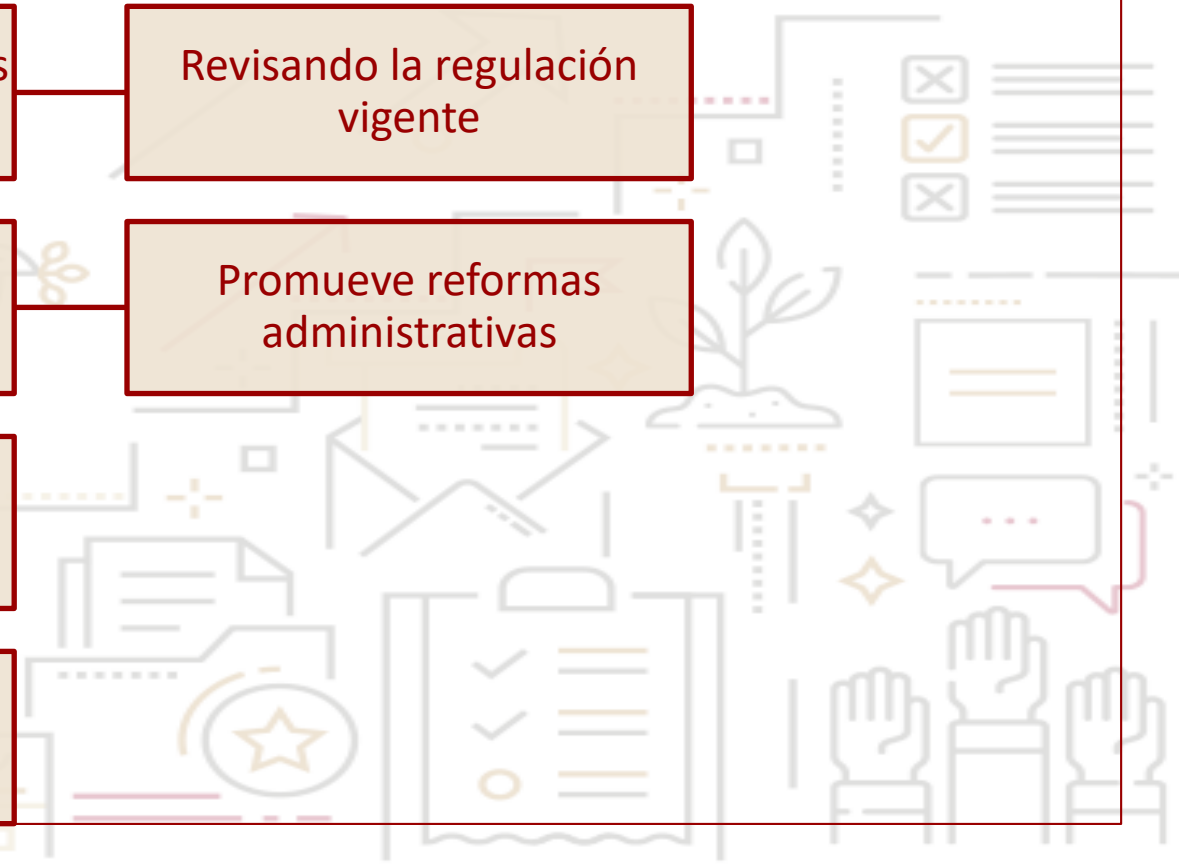 s
Revisando la regulación
vigente
Promueve reformas
administrativas